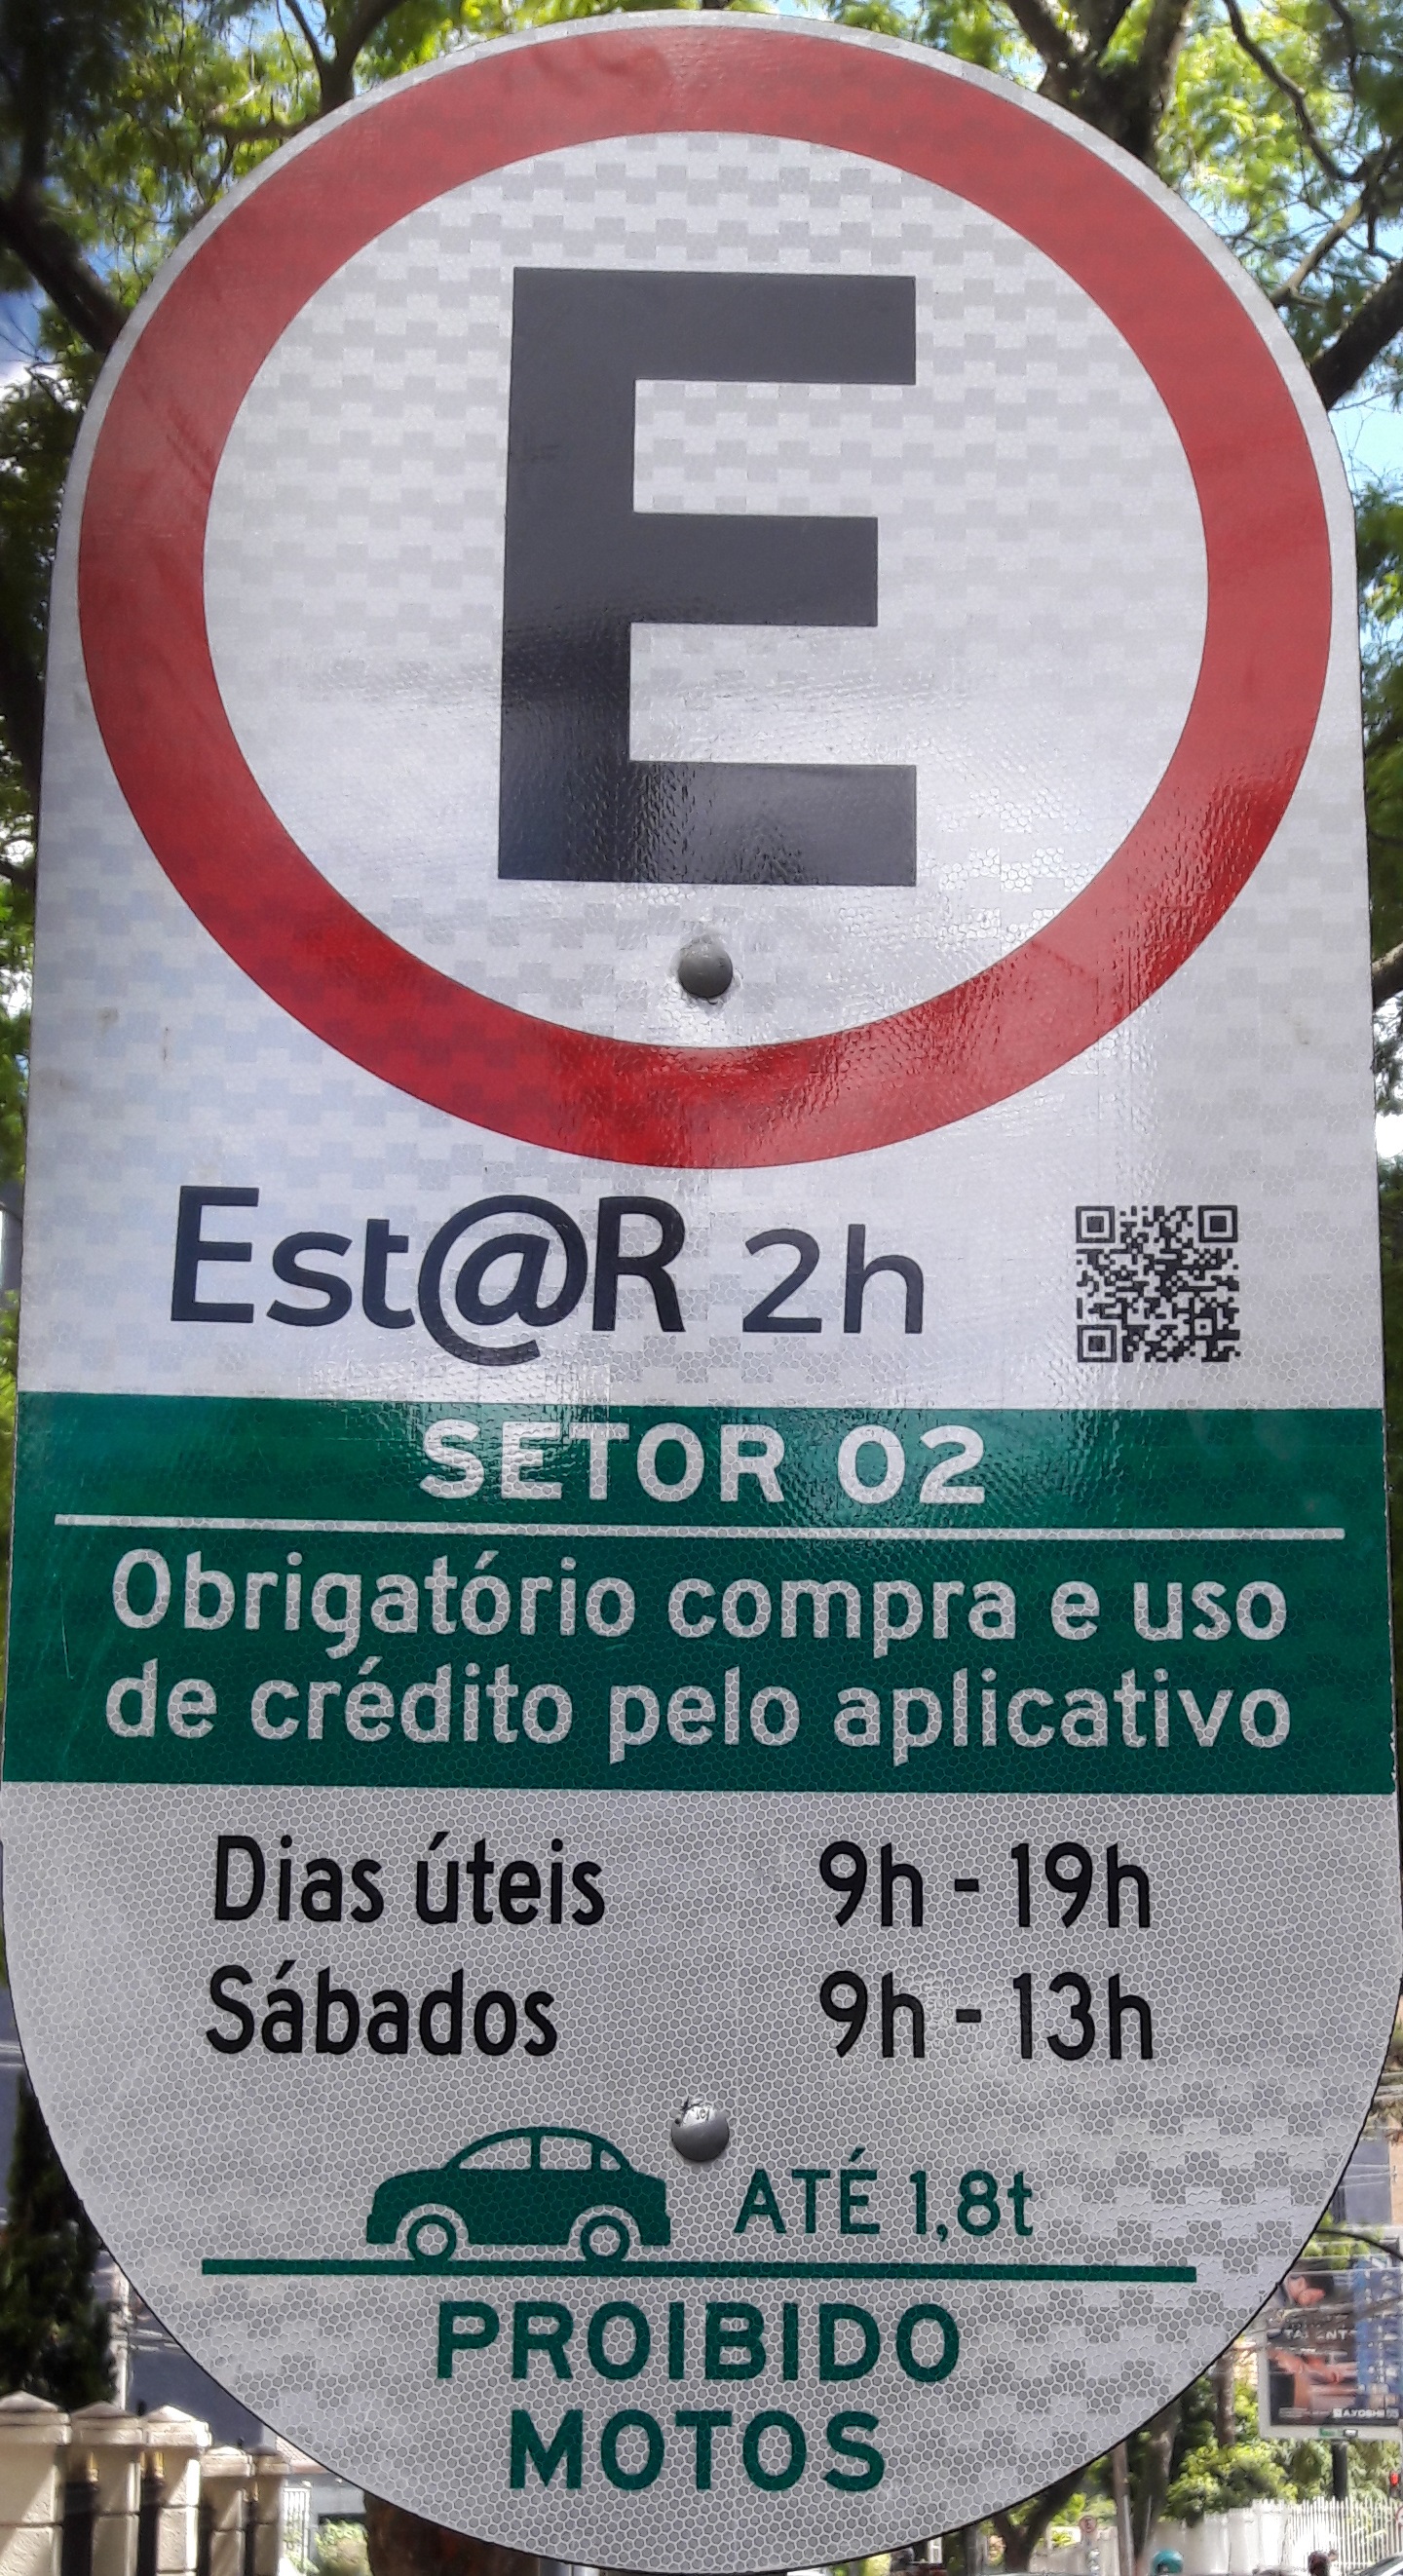 E
Est@R 2h
SETOR 02
Obrigatório compra e uso
de crédito pelo aplicativo
Dias úteis 9h - 19h
Sábados 9h - 13h
ATÉ 1,8t
PROIBIDO
MOTOS